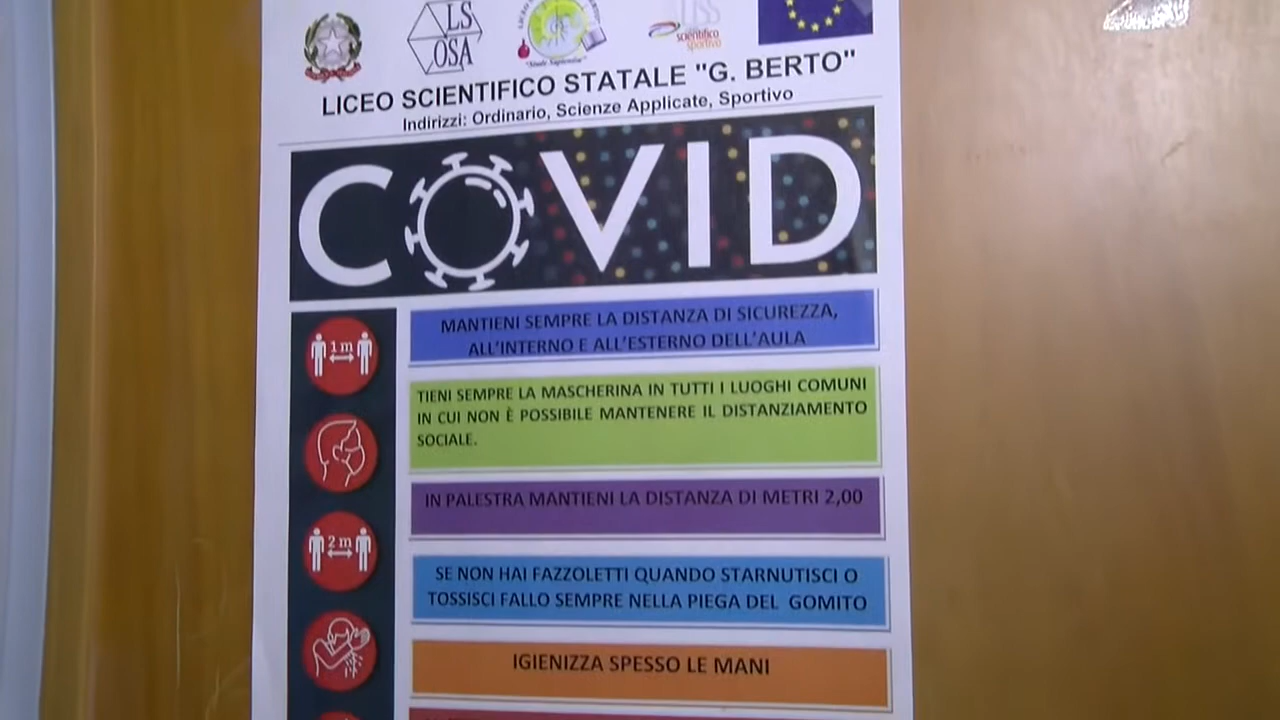 LS
OSA
scientifico
sportivo
LICEO SCIENTIFICO STATALE "G. BERTO"
Indirizzi: Ordinario, Scienze Applicate, Sportivo
COVID
1 m
MANTIENI SEMPRE LA DISTANZA DI SICUREZZA,
ALL'INTERNO E ALL'ESTERNO DELL'AULA
TIENI SEMPRE LA MASCHERINA IN TUTTI I LUOGHI COMUNI
IN CUI NON È POSSIBILE MANTENERE IL DISTANZIAMENTO
SOCIALE.
IN PALESTRA MANTIENI LA DISTANZA DI METRI 2,00
2 m
SE NON HAI FAZZOLETTI QUANDO STARNUTISCI O
TOSSISCI FALLO SEMPRE NELLA PIEGA DEL GOMITO
IGIENIZZA SPESSO LE MANI